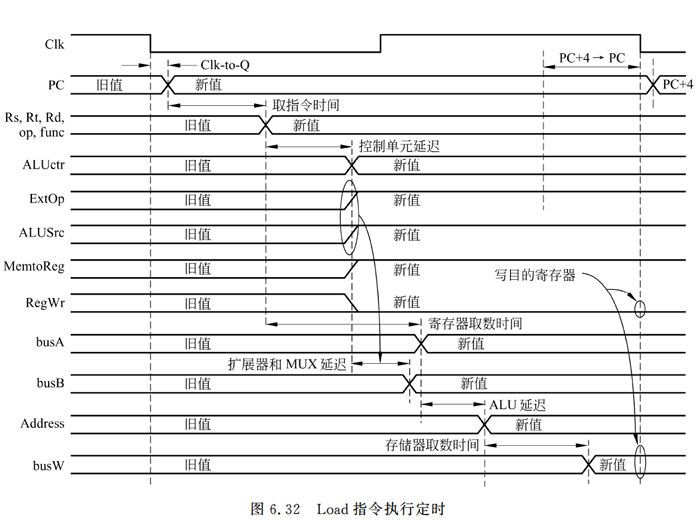 Clk
Clk-to-Q
PC+4→PC
PC
旧值
新值
PC+4
取指令时间
Rs, Rt, Rd,
op, func
旧值
新值
控制单元延迟
ALUctr
旧值
新值
ExtOp
旧值
新值
ALUSrc
旧值
新值
MemtoReg
旧值
新值
写目的寄存器
RegWr
旧值
新值
寄存器取数时间
busA
旧值
新值
扩展器和 MUX 延迟
busB
旧值
新值
ALU 延迟
Address
旧值
新值
存储器取数时间
busW
旧值
新值
图 6.32 Load 指令执行定时